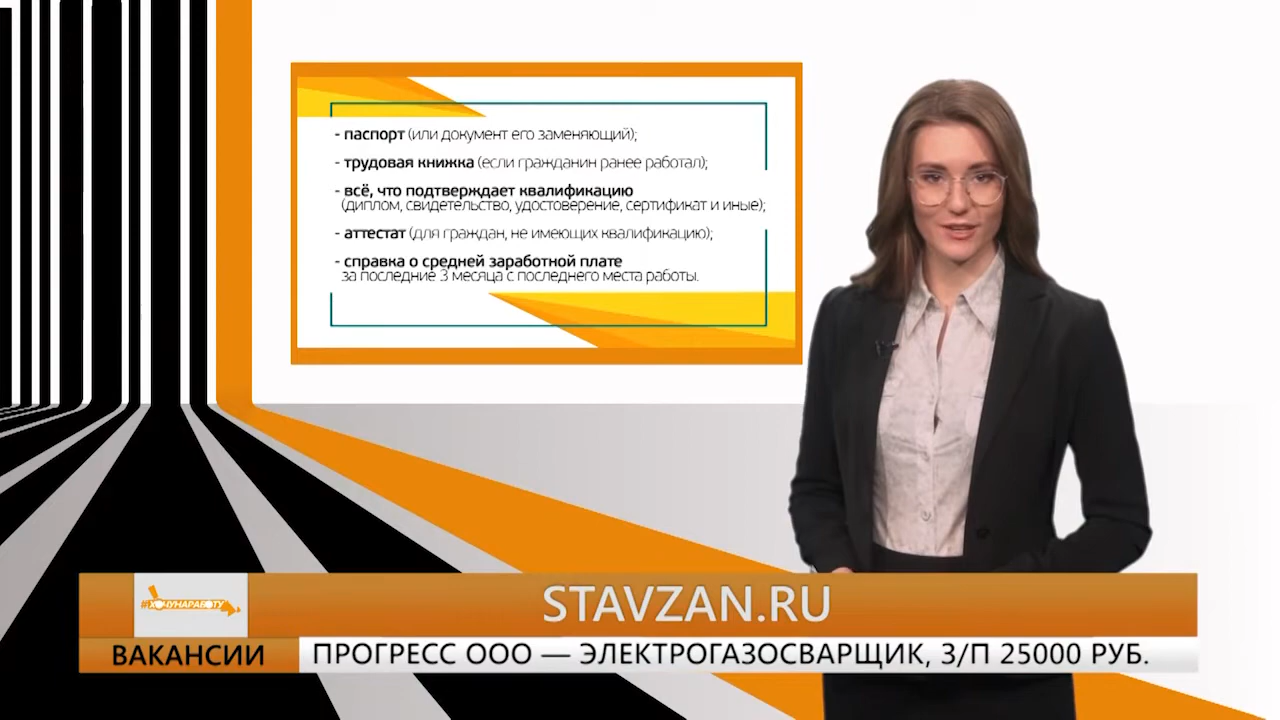 - паспорт (или документ его заменяющий);
- трудовая книжка (если гражданин ранее работал);
- всё, что подтверждает квалификацию
(диплом, свидетельство, удостоверение, сертификат и иные);
- аттестат (для граждан, не имеющих квалификацию);
- справка о средней заработной плате
за последние 3 месяца с последнего места работы.
#ХОЧУНАРАБОТУ
STAVZAN.RU
ВАКАНСИИ
ПРОГРЕСС ООО — ЭЛЕКТРОГАЗОСВАРЩИК, З/П 25000 РУБ.